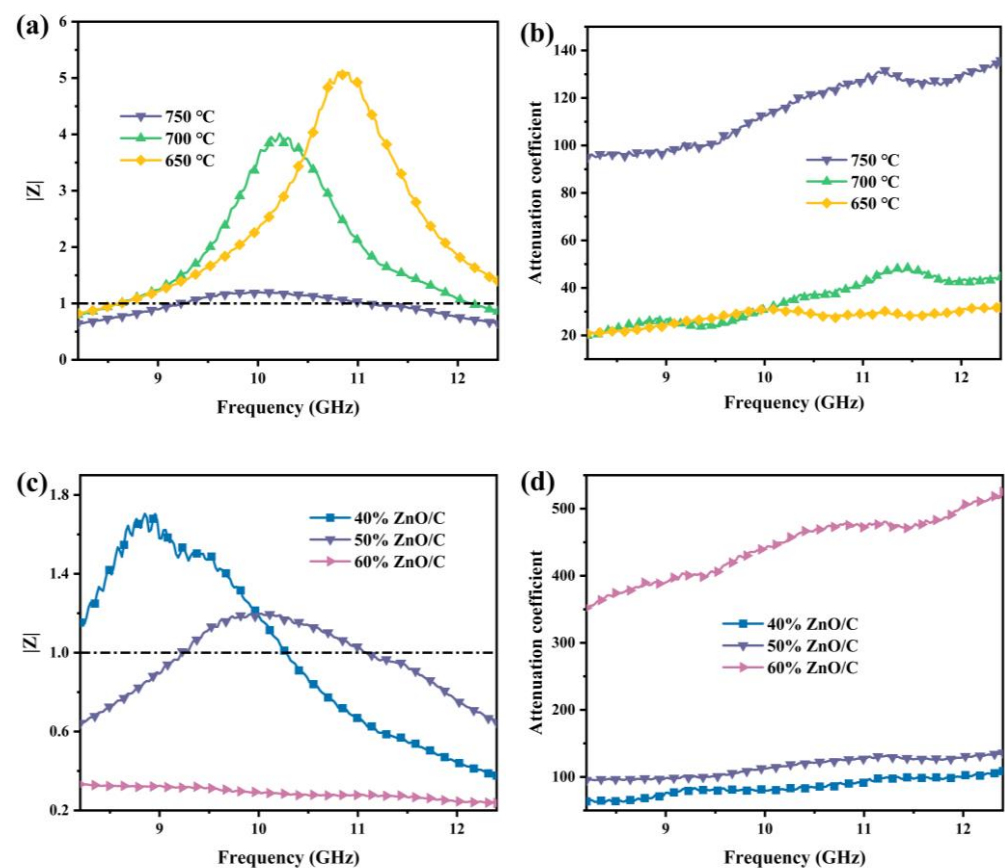 (a)
6
5
4
3
2
1
0
|Z|
750 °C
700 °C
650 °C
9
10
11
12
Frequency (GHz)
(b)
140
120
100
80
60
40
20
Attenuation coefficient
750 °C
700 °C
650 °C
9
10
11
12
Frequency (GHz)
(c)
1.8
1.4
1.0
0.6
0.2
|Z|
40% ZnO/C
50% ZnO/C
60% ZnO/C
9
10
11
12
Frequency (GHz)
(d)
500
400
300
200
100
Attenuation coefficient
40% ZnO/C
50% ZnO/C
60% ZnO/C
9
10
11
12
Frequency (GHz)